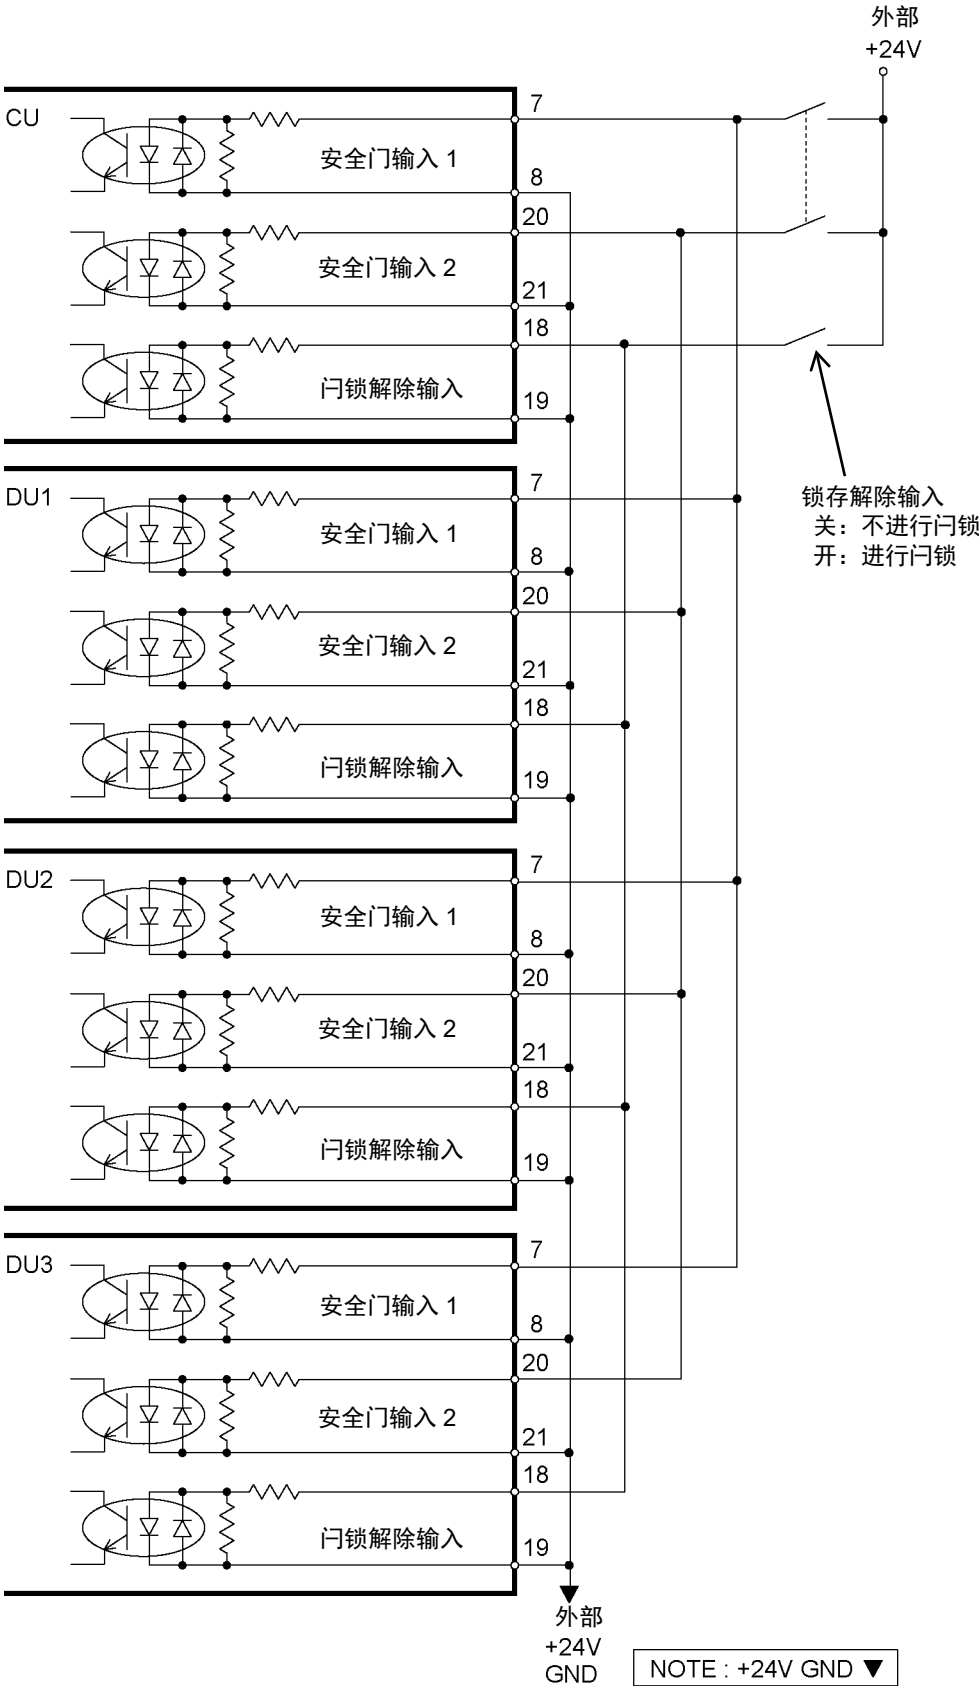 外部
+24V
CU
7
安全门输入 1
8
20
安全门输入 2
21
18
闩锁解除输入
19
锁存解除输入
关：不进行闩锁
开：进行闩锁
DU1
7
安全门输入 1
8
20
安全门输入 2
21
18
闩锁解除输入
19
DU2
7
安全门输入 1
8
20
安全门输入 2
21
18
闩锁解除输入
19
DU3
7
安全门输入 1
8
20
安全门输入 2
21
18
闩锁解除输入
19
外部
+24V
GND
NOTE : +24V GND ▼